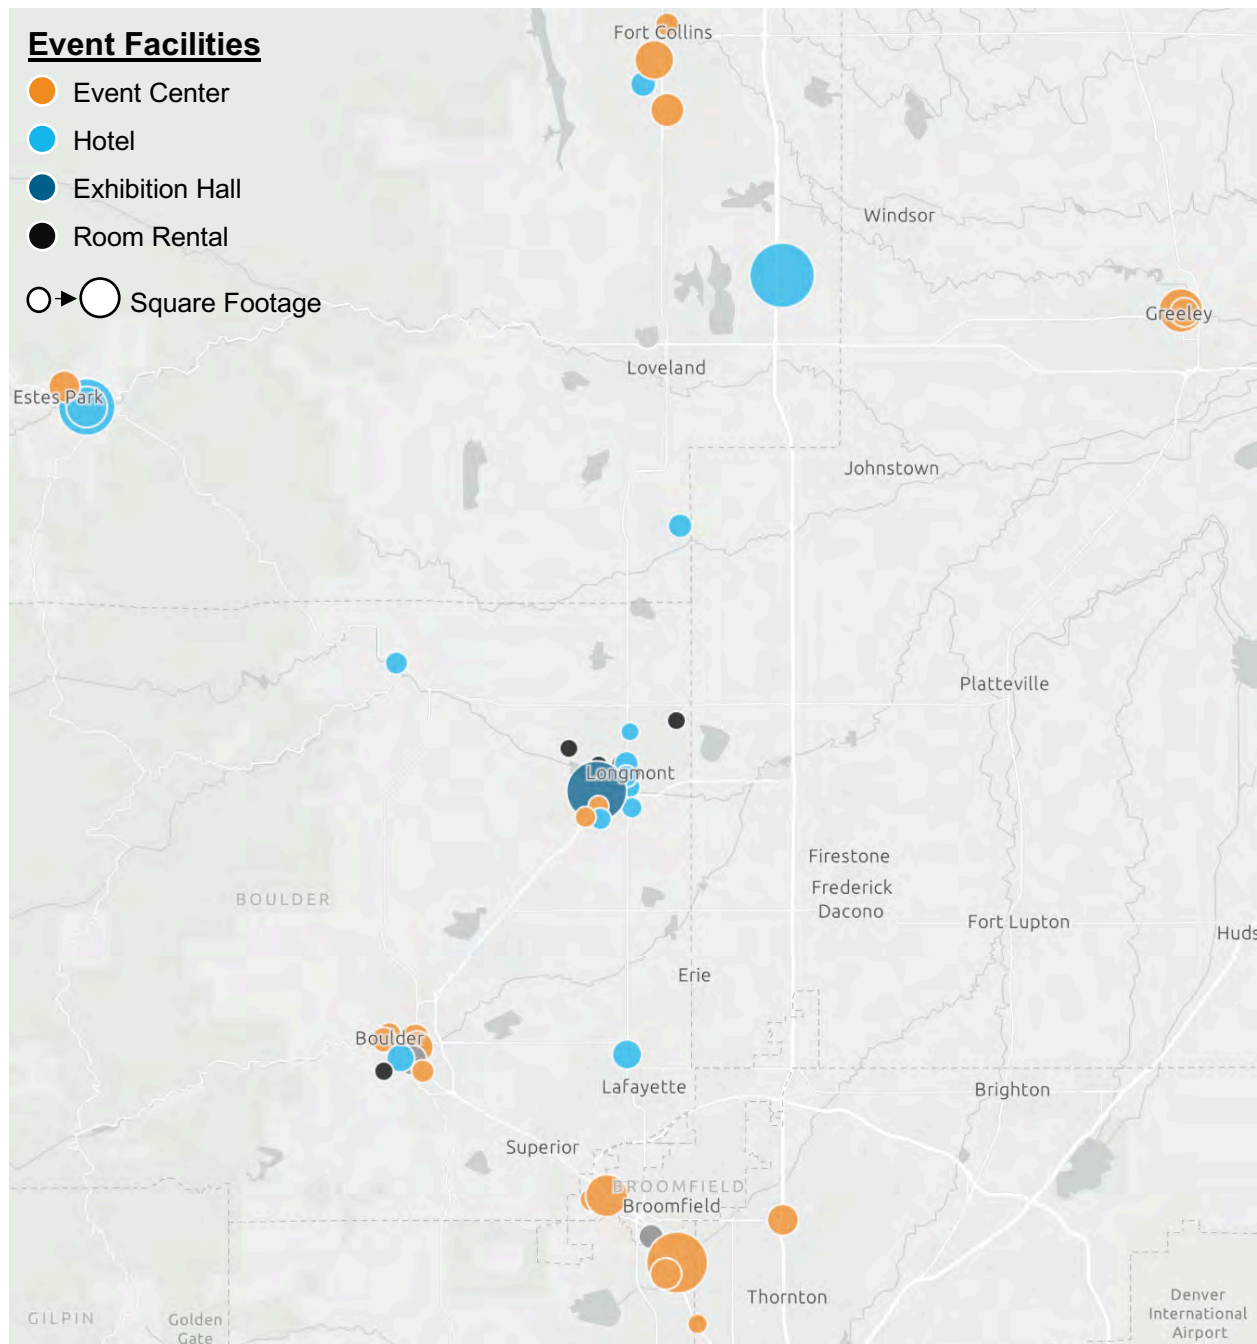 Event Facilities
Event Center
Hotel
Exhibition Hall
Room Rental
Square Footage
Fort Collins
Windsor
Greeley
Loveland
Estes Park
Johnstown
Platteville
Longmont
Firestone
Frederick
Dacono
BOULDER
Fort Lupton
Huds
Erie
Boulder
Lafayette
Brighton
Superior
BROOMFIELD
Broomfield
Thornton
GILPIN
Golden
Gate
Denver
International
Airport